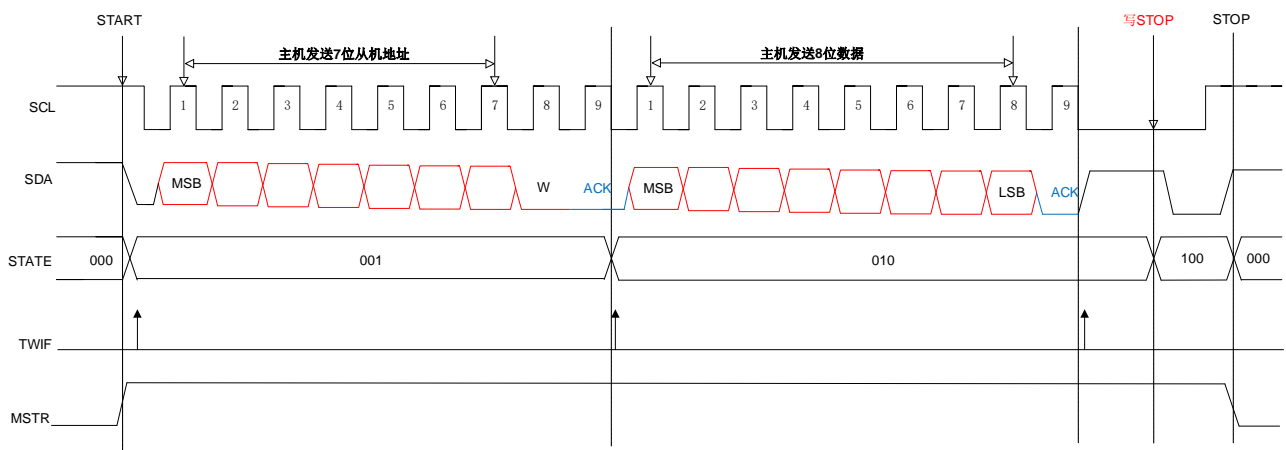 START 写STOP STOP
主机发送7位从机地址 主机发送8位数据
SCL 1 2 3 4 5 6 7 8 9 1 2 3 4 5 6 7 8 9
SDA MSB W ACK MSB LSB ACK
STATE 000 001 010 100 000
TWIF
MSTR